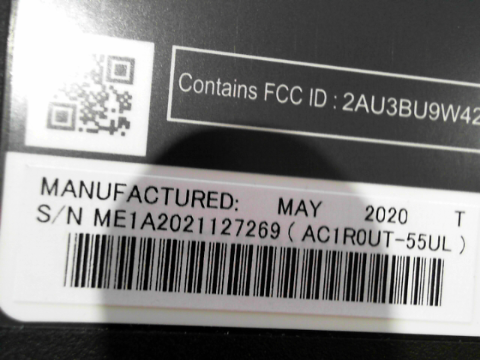 Contains FCC ID : 2AU3BU9W42
MANUFACTURED: MAY 2020 T
S/N ME1A2021127269 ( AC1R0UT-55UL )